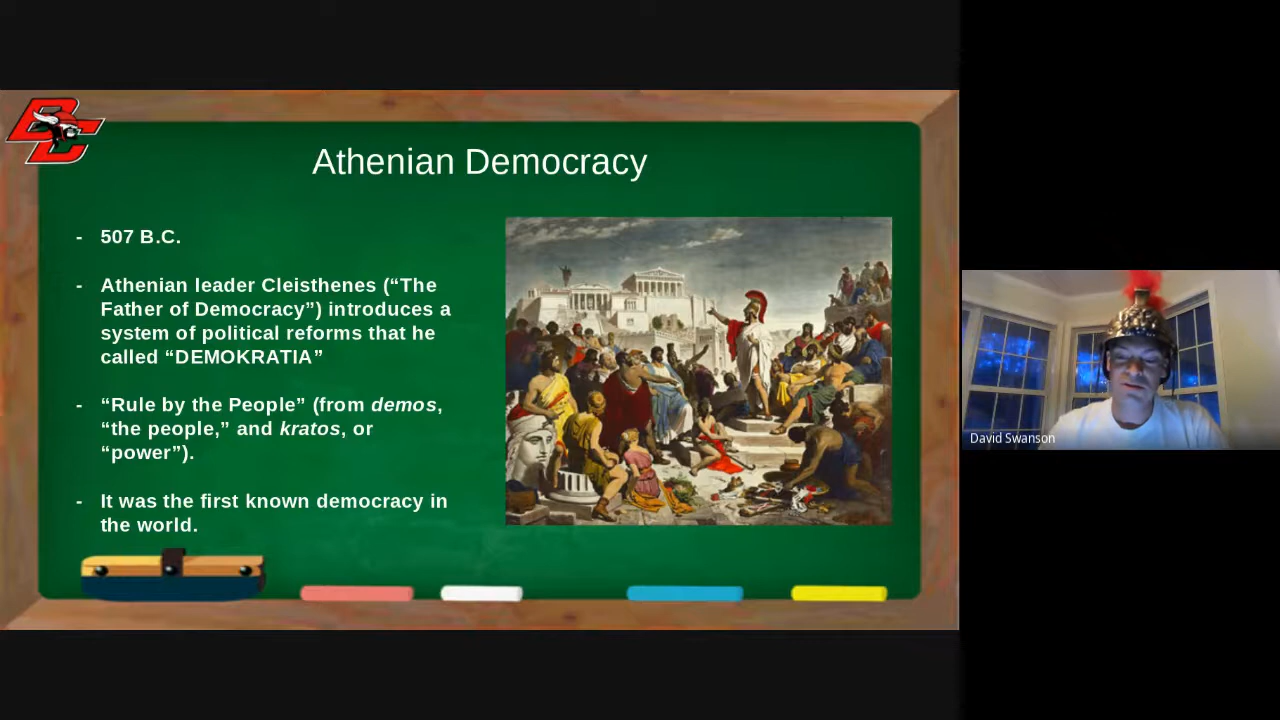 BC
Athenian Democracy
- 507 B.C.
- Athenian leader Cleisthenes (“The
Father of Democracy”) introduces a
system of political reforms that he
called “DEMOKRATIA”
- “Rule by the People” (from demos,
“the people,” and kratos, or
“power”).
- It was the first known democracy in
the world.
David Swanson